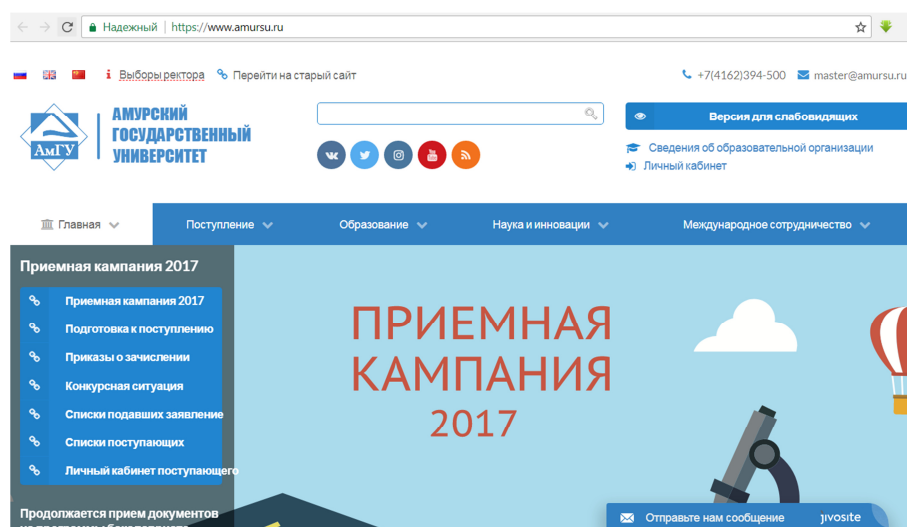 Надежный | https://www.amursu.ru
Выборы ректора Перейти на старый сайт
+7(4162)394-500 master@amursu.ru
АМУРСКИЙ
ГОСУДАРСТВЕННЫЙ
УНИВЕРСИТЕТ
АмГУ
Версия для слабовидящих
Сведения об образовательной организации
Личный кабинет
Главная Поступление Образование Наука и инновации Международное сотрудничество
Приемная кампания 2017
Приемная кампания 2017
Подготовка к поступлению
Приказы о зачислении
Конкурсная ситуация
Списки подавших заявление
Списки поступающих
Личный кабинет поступающего
Продолжается прием документов
ПРИЕМНАЯ
КАМПАНИЯ
2017
Отправьте нам сообщение jivosite